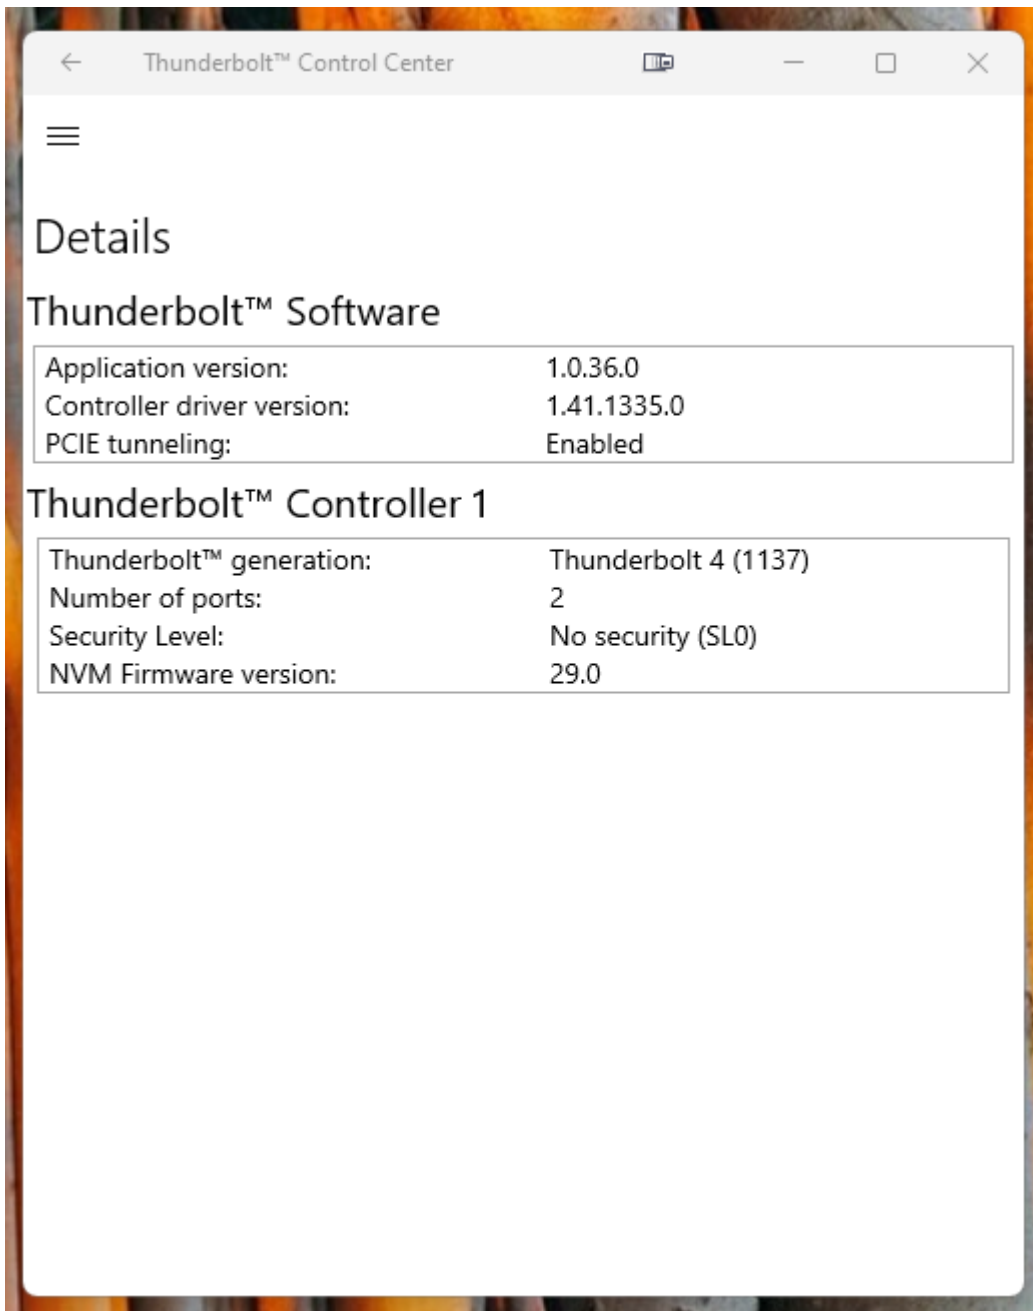 Thunderbolt™ Control Center
Details
Thunderbolt™ Software
Application version: 1.0.36.0
Controller driver version: 1.41.1335.0
PCIE tunneling: Enabled
Thunderbolt™ Controller 1
Thunderbolt™ generation: Thunderbolt 4 (1137)
Number of ports: 2
Security Level: No security (SL0)
NVM Firmware version: 29.0